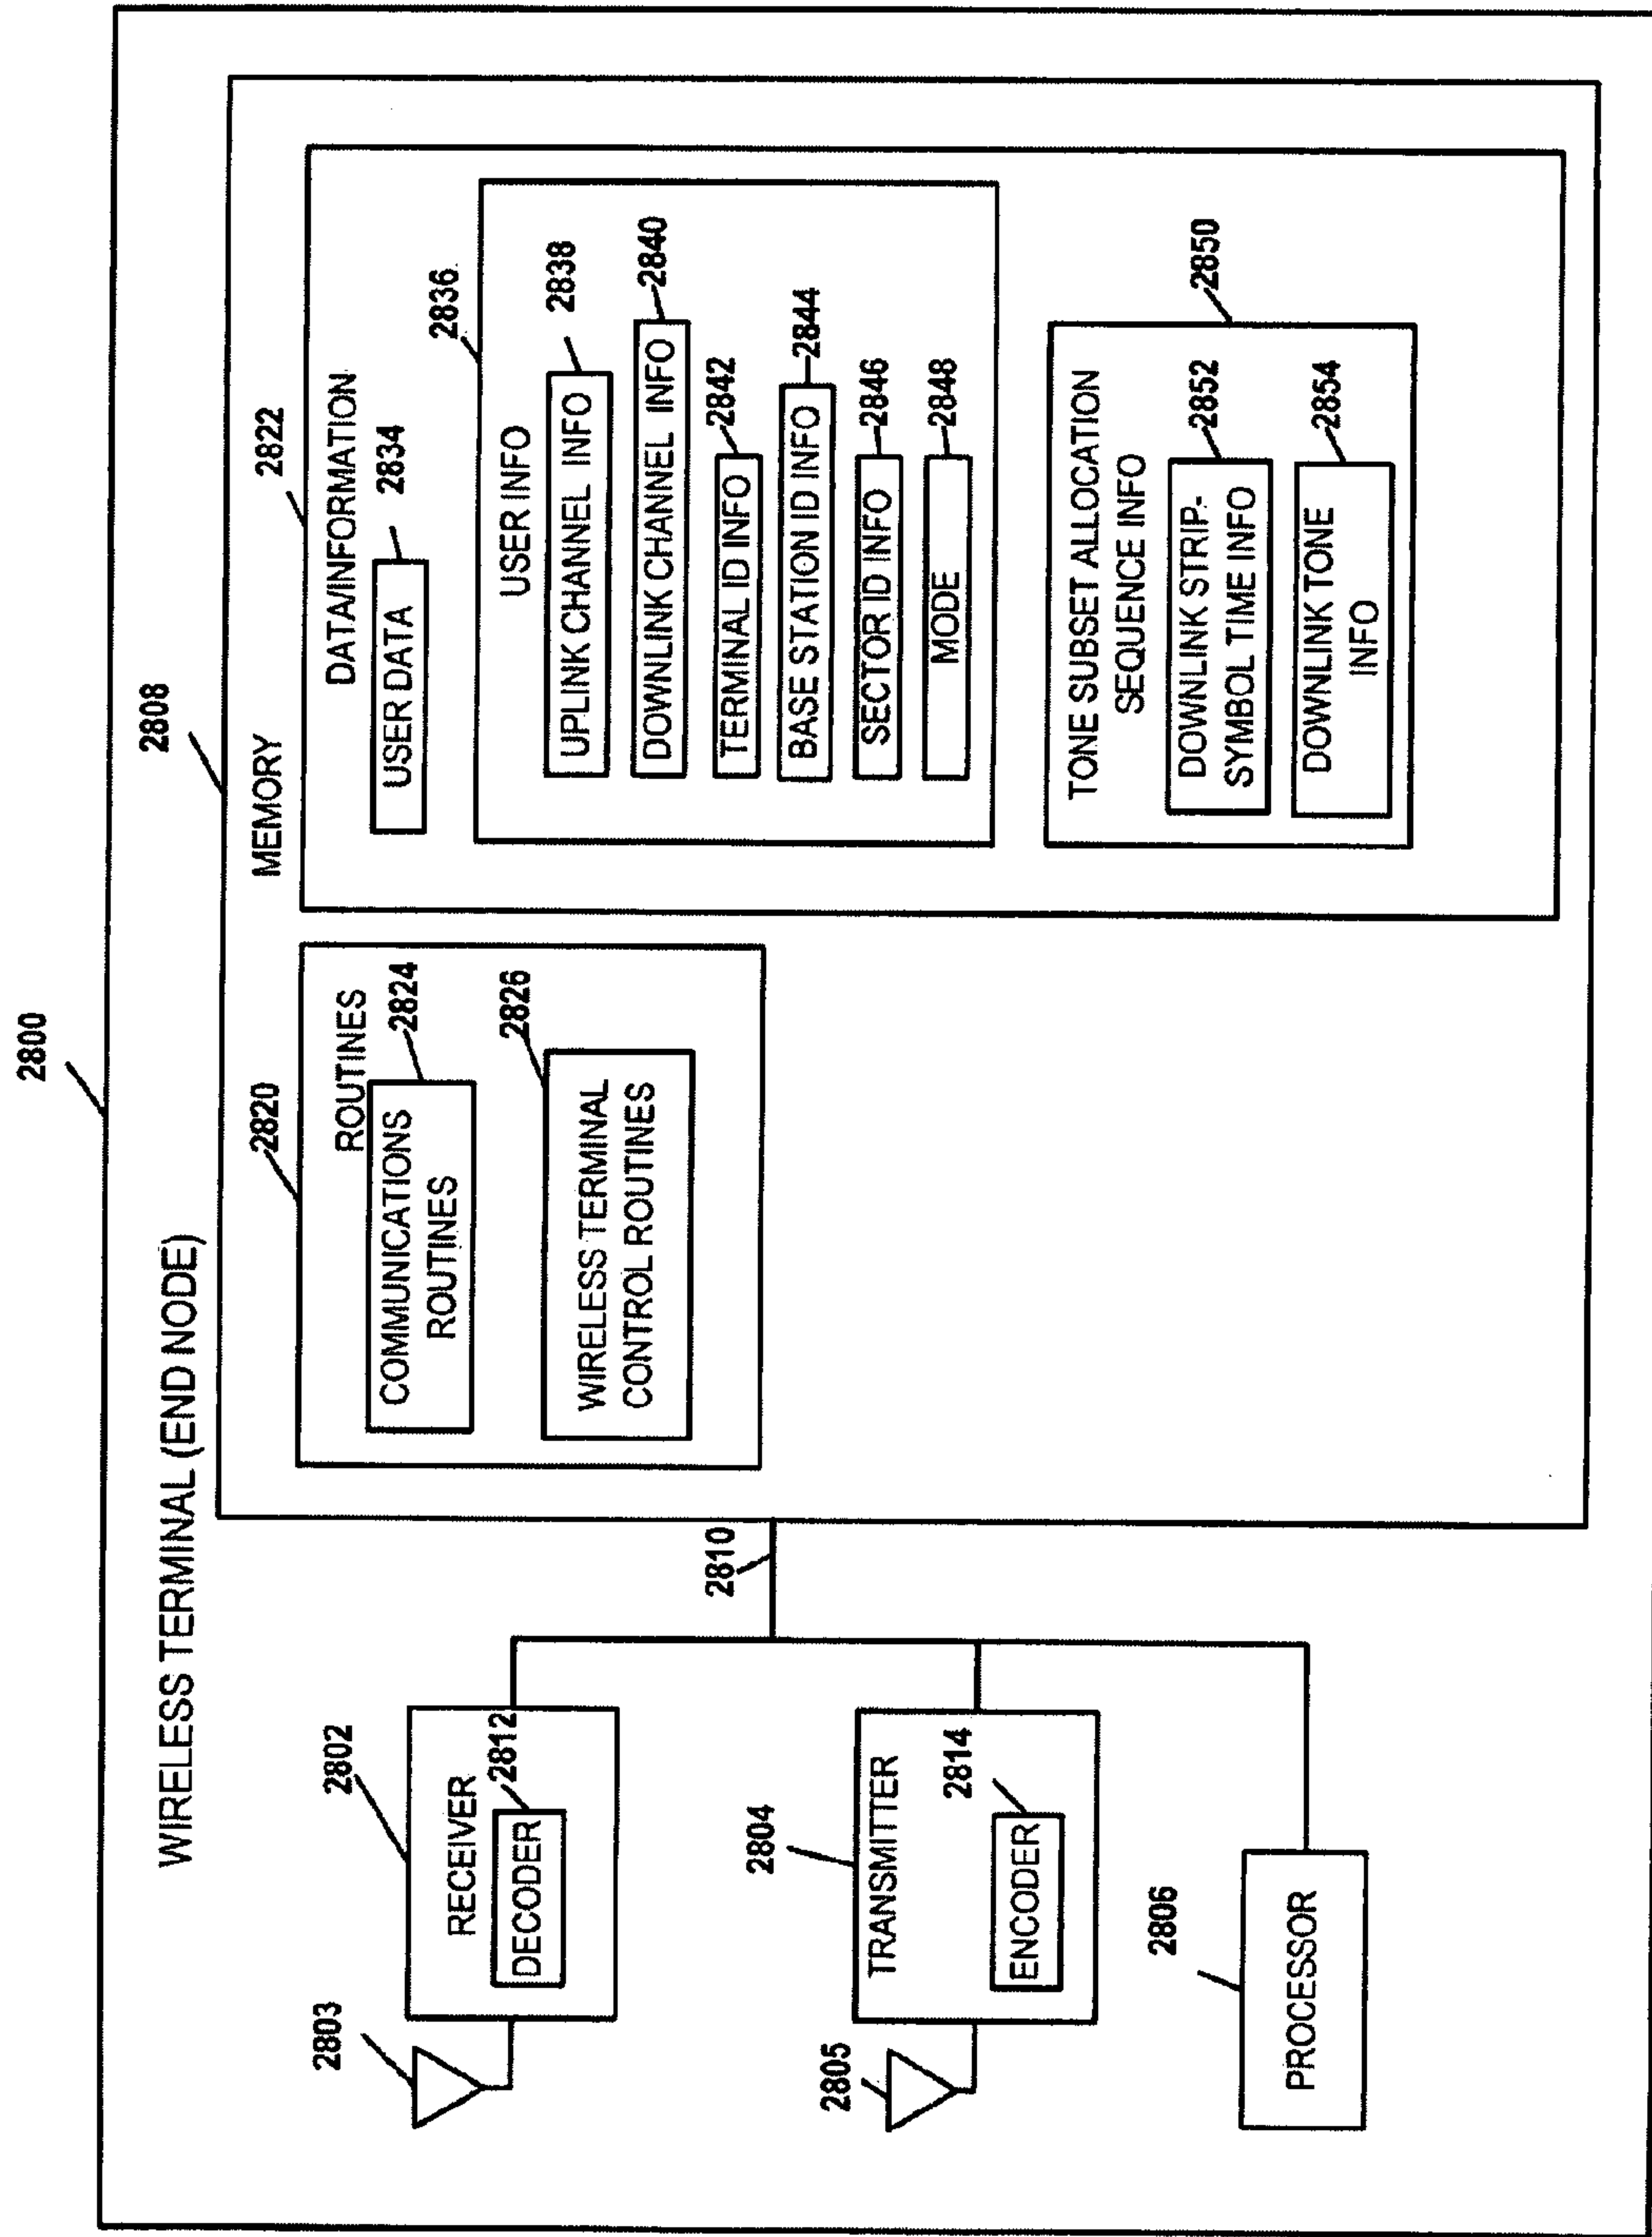 2800
WIRELESS TERMINAL (END NODE)
2803
2802
RECEIVER
2812
DECODER
2805
2804
TRANSMITTER
2814
ENCODER
2806
PROCESSOR
2810
2808
MEMORY
2820
ROUTINES
2824
COMMUNICATIONS
ROUTINES
2826
WIRELESS TERMINAL
CONTROL ROUTINES
2822
DATA/INFORMATION
2834
USER DATA
2836
USER INFO
2838
UPLINK CHANNEL INFO
2840
DOWNLINK CHANNEL INFO
2842
TERMINAL ID INFO
2844
BASE STATION ID INFO
2846
SECTOR ID INFO
2848
MODE
2850
TONE SUBSET ALLOCATION
SEQUENCE INFO
2852
DOWNLINK STRIP-
SYMBOL TIME INFO
2854
DOWNLINK TONE
INFO